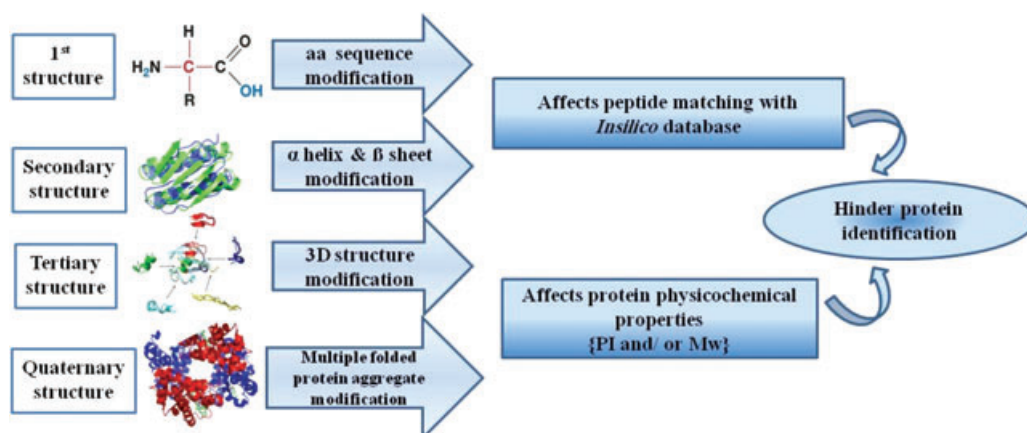 1st
structure
H
H2N
C
C
O
OH
R
aa sequence
modification
Secondary
structure
α helix & ß sheet
modification
Tertiary
structure
3D structure
modification
Quaternary
structure
Multiple folded
protein aggregate
modification
Affects peptide matching with
Insilico database
Affects protein physicochemical
properties
{PI and/ or Mw}
Hinder protein
identification